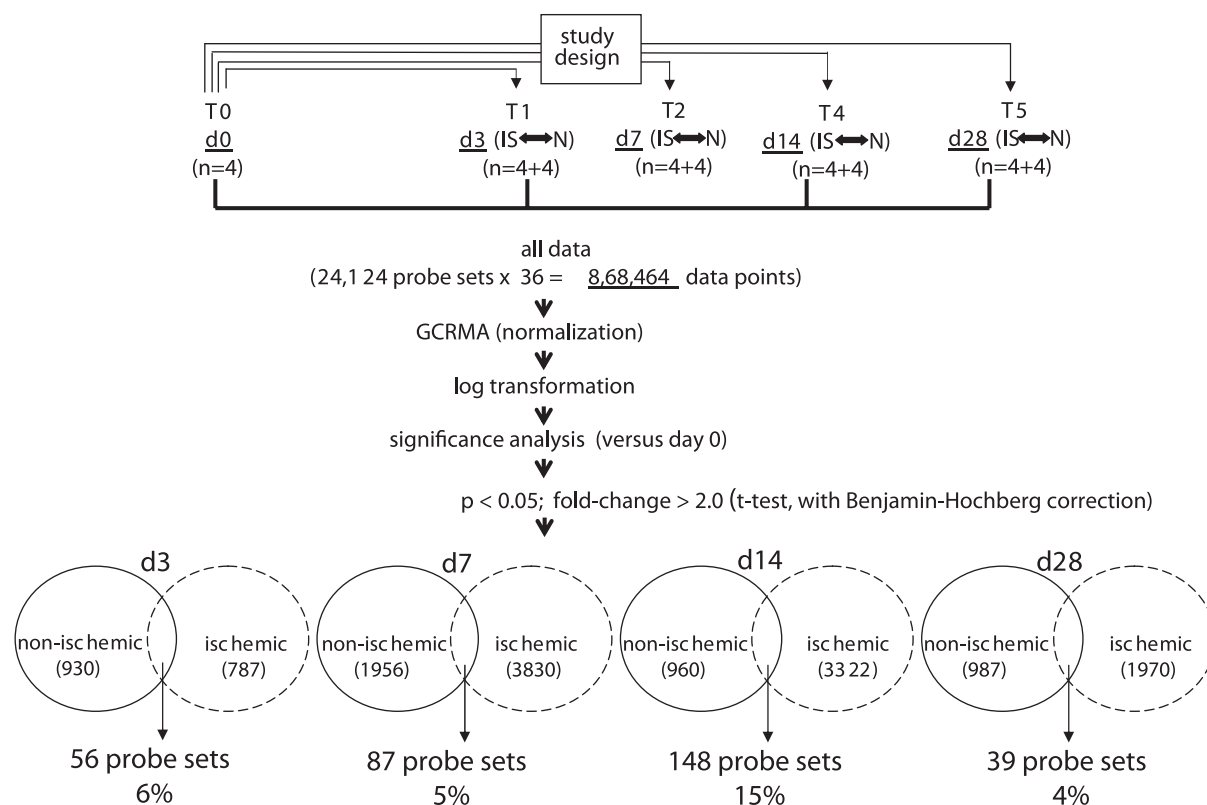 study
design
T0 T1 T2 T4 T5
d0 d3 (IS N) d7 (IS N) d14 (IS N) d28 (IS N)
(n=4) (n=4+4) (n=4+4) (n=4+4) (n=4+4)
all data
(24,1 24 probe sets x 36 = 8,68,464 data points)
GCRMA (normalization)
log transformation
significance analysis (versus day 0)
p < 0.05; fold-change > 2.0 (t-test, with Benjamin-Hochberg correction)
d3 d7 d14 d28
non-isc hemic isc hemic non-isc hemic isc hemic non-isc hemic isc hemic non-isc hemic isc hemic
(930) (787) (1956) (3830) (960) (33 22) (987) (1970)
56 probe sets 87 probe sets 148 probe sets 39 probe sets
6% 5% 15% 4%